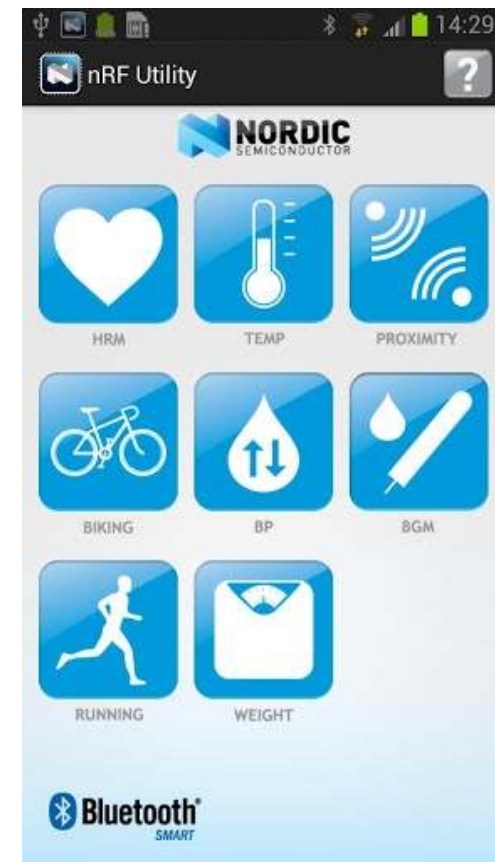 14:29
nRF Utility
?
NORDIC
SEMICONDUCTOR
HRM TEMP PROXIMITY
BIKING BP BGM
RUNNING WEIGHT
Bluetooth®
SMART